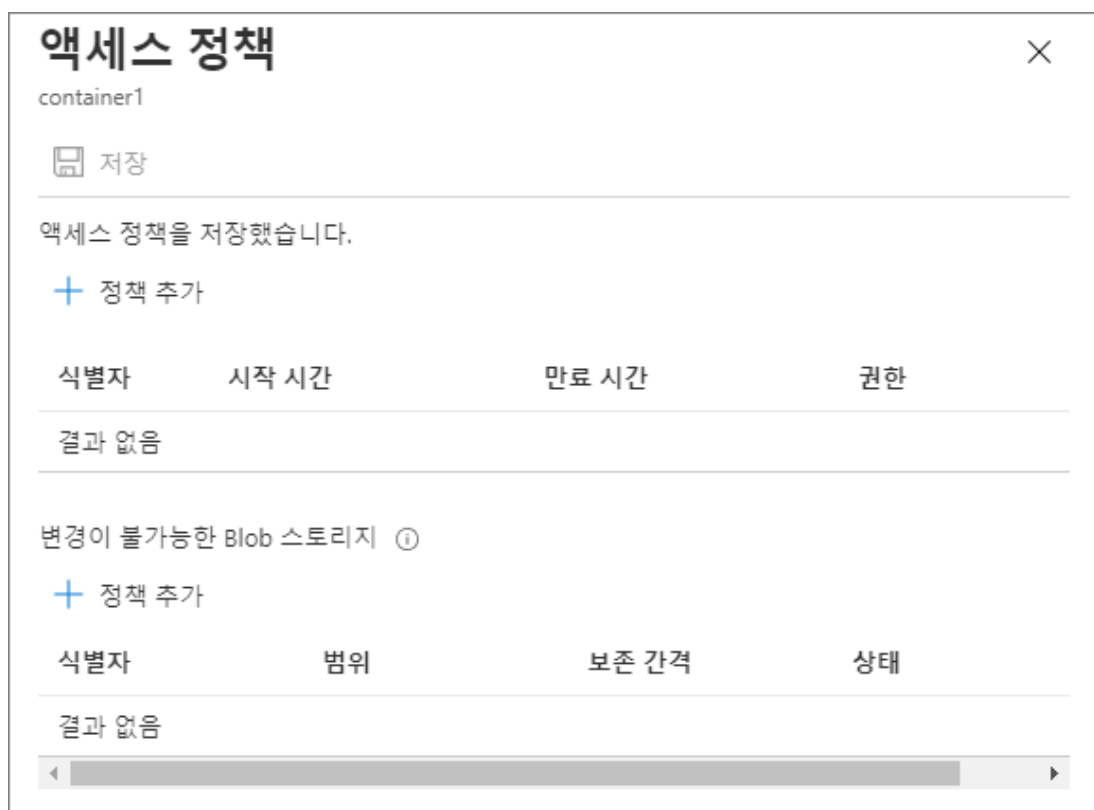 액세스 정책
container1
저장
액세스 정책을 저장했습니다.
정책 추가
식별자 시작 시간 만료 시간 권한
결과 없음
변경이 불가능한 Blob 스토리지
정책 추가
식별자 범위 보존 간격 상태
결과 없음